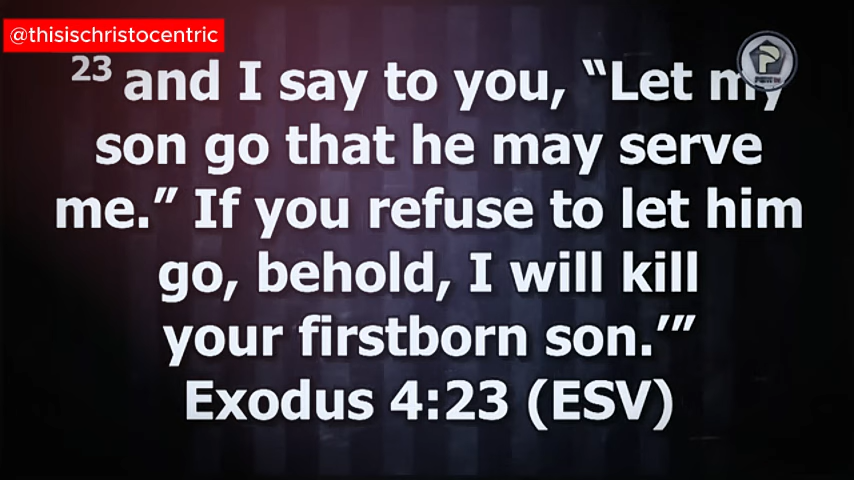 @thisischristocentric
23 and I say to you, “Let my
son go that he may serve
me.” If you refuse to let him
go, behold, I will kill
your firstborn son.’”
Exodus 4:23 (ESV)